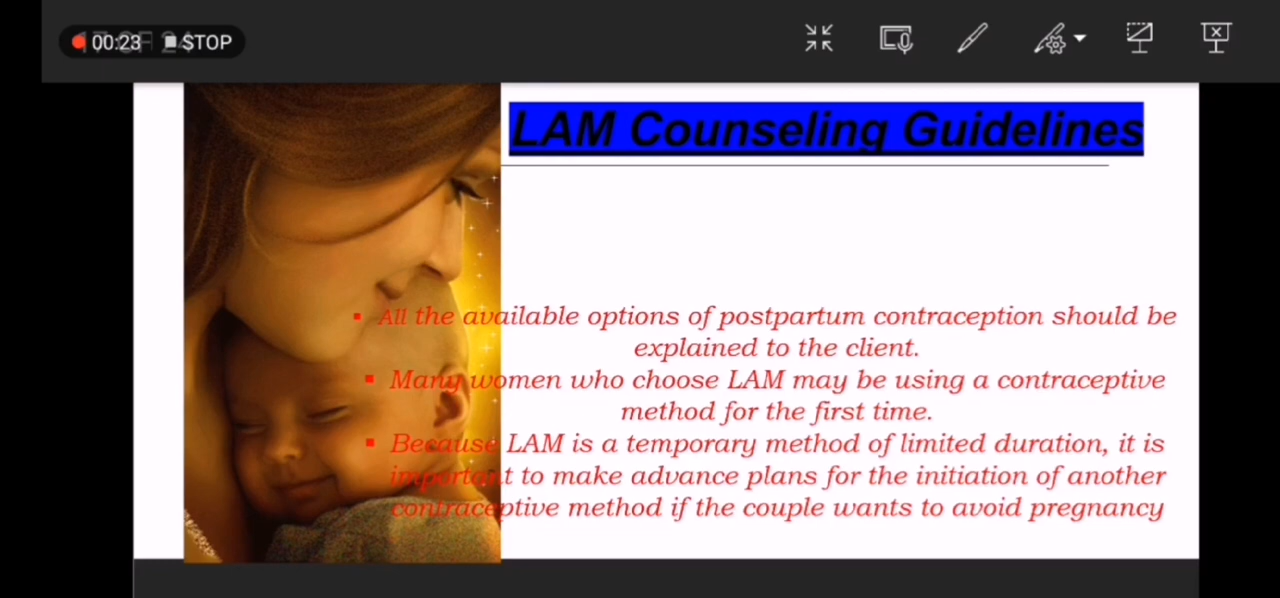 00:23 STOP
LAM Counseling Guidelines
▪ All the available options of postpartum contraception should be
explained to the client.
▪ Many women who choose LAM may be using a contraceptive
method for the first time.
▪ Because LAM is a temporary method of limited duration, it is
important to make advance plans for the initiation of another
contraceptive method if the couple wants to avoid pregnancy